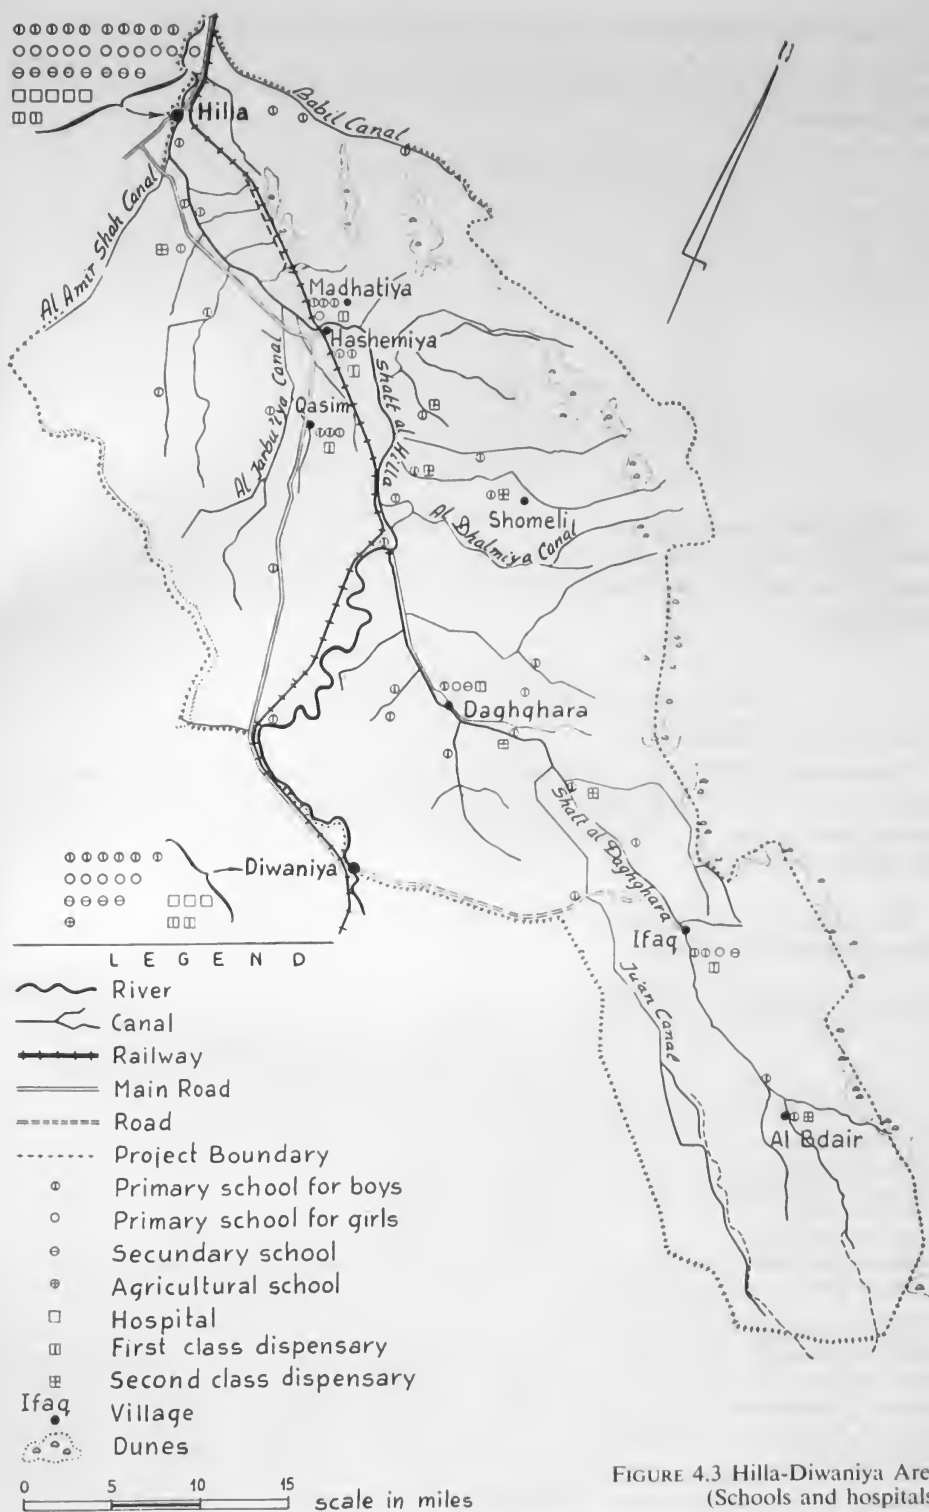 Hilla
Babil Canal
Al Amir Shah Canal
Madhatiya
Hashemiya
Al Jarbu'iya Canal
Qasim
Shatt al Hilla
Shomeli
Al Dhalmiya Canal
Daghghara
Shatt al Daghghara
Diwaniya
Ifaq
Ju'an Canal
Al Bdair
LEGEND
River
Canal
Railway
Main Road
Road
Project Boundary
Primary school for boys
Primary school for girls
Secundary school
Agricultural school
Hospital
First class dispensary
Second class dispensary
Ifaq Village
Dunes
0 5 10 15
scale in miles
FIGURE 4.3 Hilla-Diwaniya Are
(Schools and hospitals